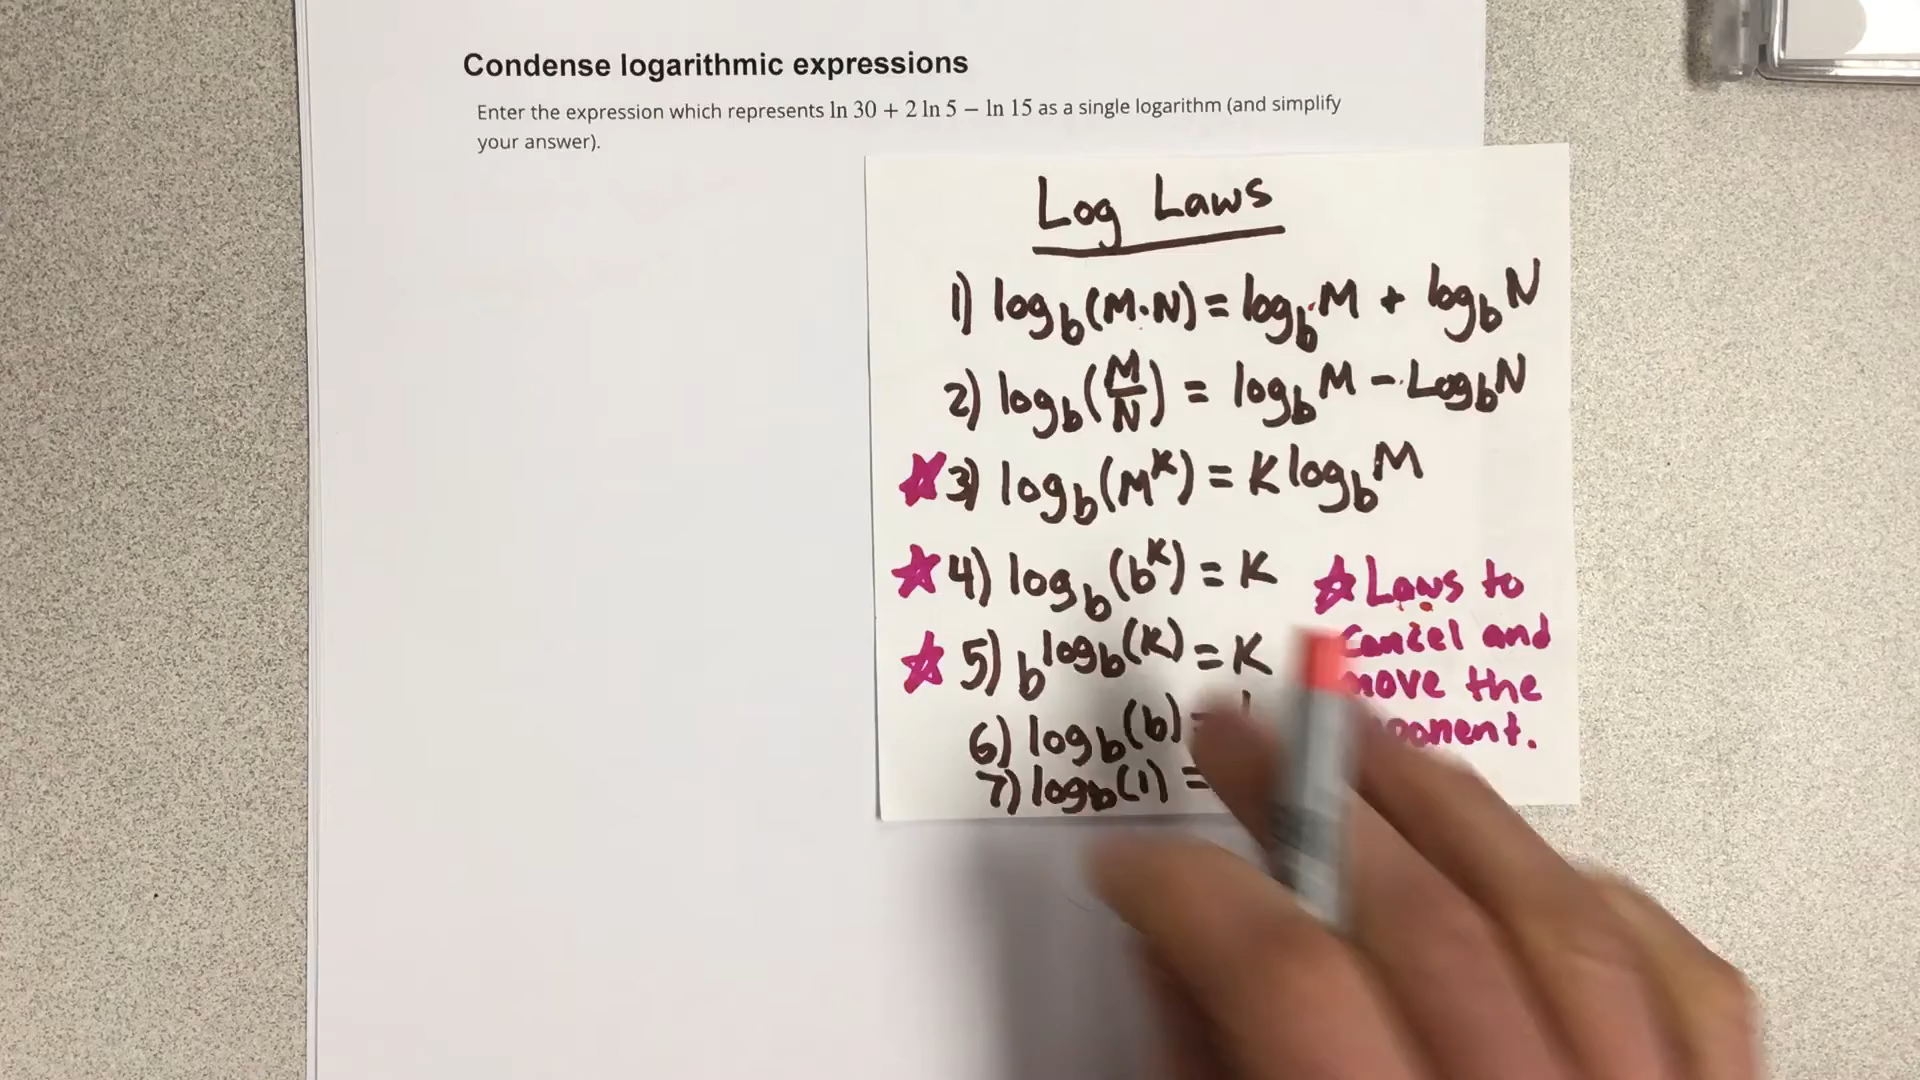 Condense logarithmic expressions
Enter the expression which represents ln 30 + 2 ln 5 − ln 15 as a single logarithm (and simplify
your answer).
Log Laws
1) log_b(M·N) = log_b M + log_b N
2) log_b(M/N) = log_b M - Log_b N
☆3) log_b(M^K) = K log_b M
☆4) log_b(b^K) = K
☆5) b^log_b(K) = K
6) log_b(b) =
7) log_b(1) =
☆ Laws to
cancel and
move the